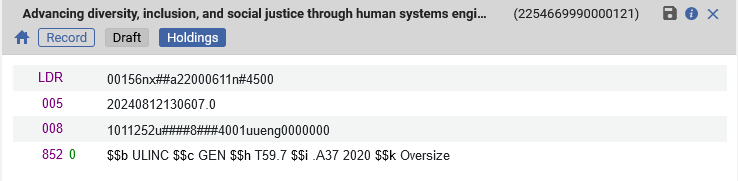 Advancing diversity, inclusion, and social justice through human systems engi... (2254669990000121)
Record Draft Holdings
LDR 00156nx##a22000611n#4500
005 20240812130607.0
008 1011252u####8###4001uueng0000000
852 0 $$b ULINC $$c GEN $$h T59.7 $$i .A37 2020 $$k Oversize